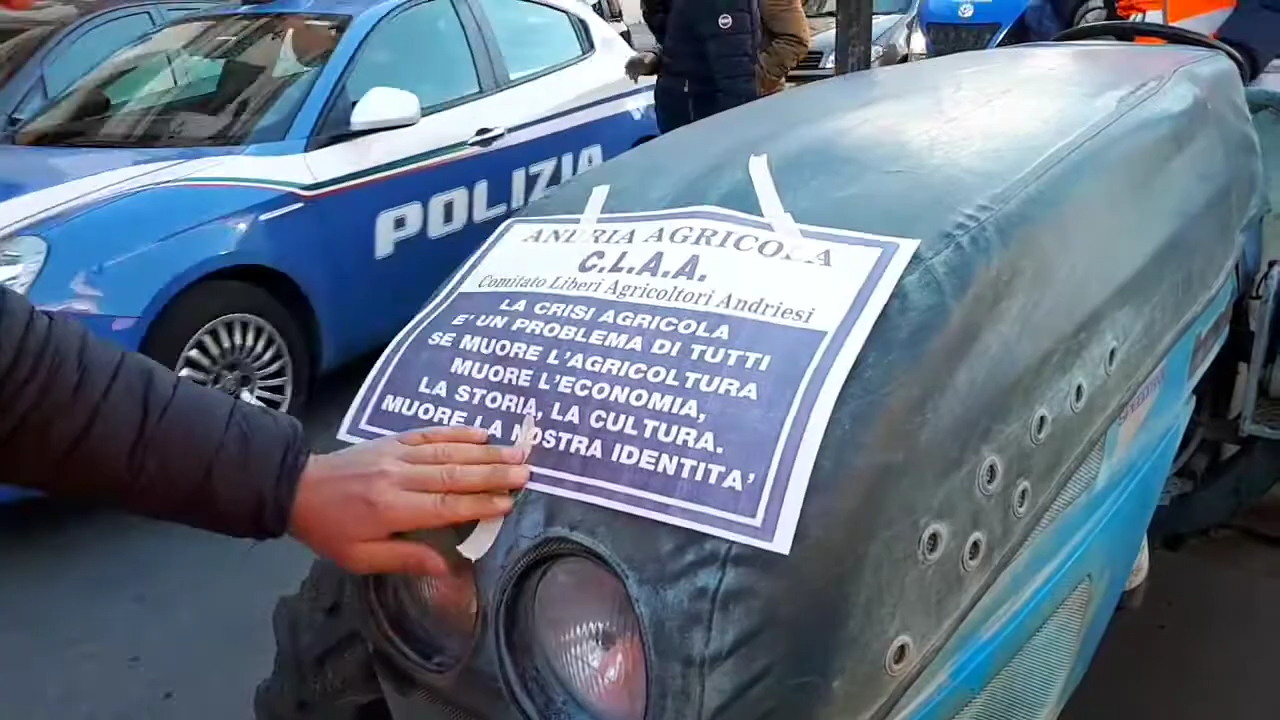 POLIZIA
ANDRIA AGRICOLA
C.L.A.A.
Comitato Liberi Agricoltori Andriesi
LA CRISI AGRICOLA
E' UN PROBLEMA DI TUTTI
SE MUORE L'AGRICOLTURA
MUORE L'ECONOMIA,
LA STORIA, LA CULTURA.
MUORE LA NOSTRA IDENTITA'